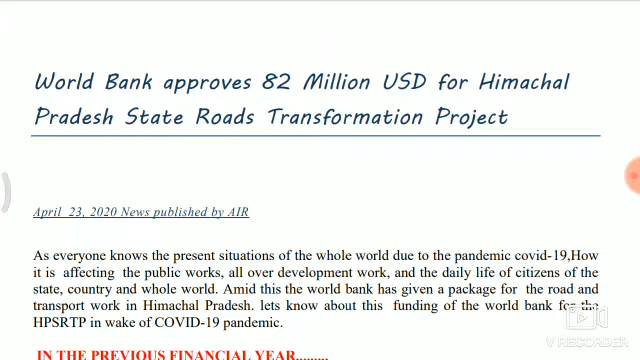 World Bank approves 82 Million USD for Himachal
Pradesh State Roads Transformation Project
April 23, 2020 News published by AIR
As everyone knows the present situations of the whole world due to the pandemic covid-19,How
it is affecting the public works, all over development work, and the daily life of citizens of the
state, country and whole world. Amid this the world bank has given a package for the road and
transport work in Himachal Pradesh. lets know about this funding of the world bank for the
HPSRTP in wake of COVID-19 pandemic.
V RECORDER
IN THE PREVIOUS FINANCIAL YEAR.........